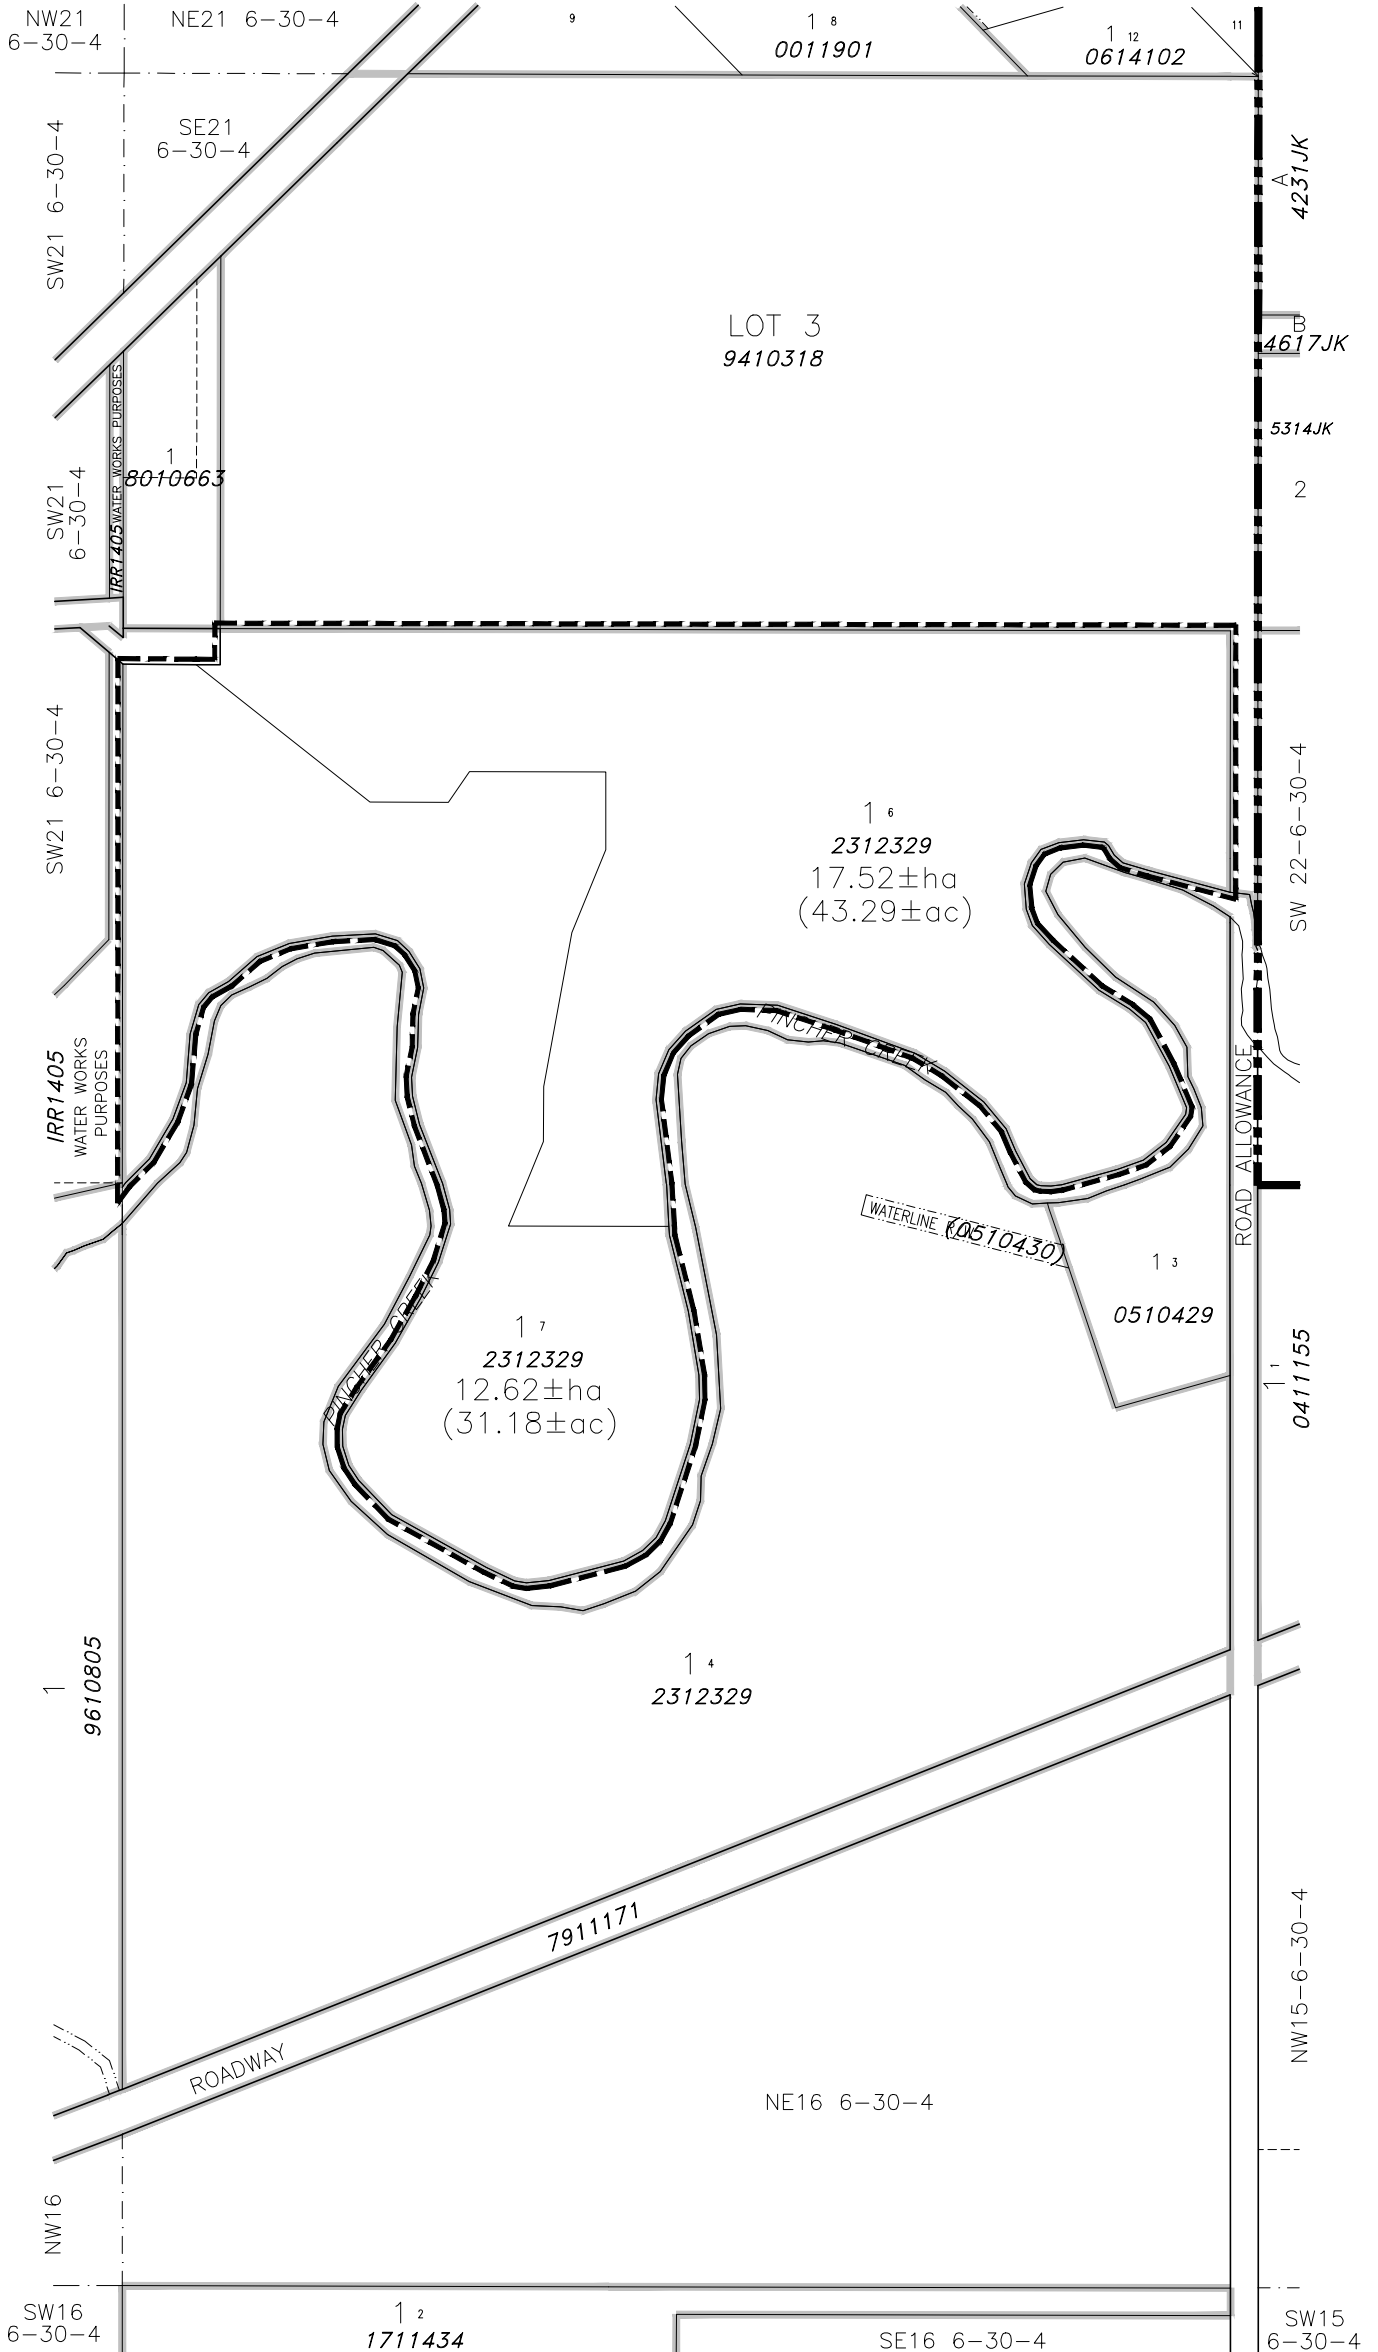 NW21
6-30-4
NE21 6-30-4
9
1 8
0011901
1 12
0614102
11
SE21
6-30-4
SW21 6-30-4
A
4231JK
LOT 3
9410318
B
4617JK
5314JK
2
1
8010663
SW21
6-30-4
IRR1405 WATER WORKS PURPOSES
SW21 6-30-4
SW 22-6-30-4
1 6
2312329
17.52±ha
(43.29±ac)
PINCHER CREEK
IRR1405
WATER WORKS
PURPOSES
ROAD ALLOWANCE
WATERLINE R/W
(0510430)
1 3
0510429
PINCHER CREEK
1 7
2312329
12.62±ha
(31.18±ac)
1 1
0411155
1
9610805
1 4
2312329
7911171
ROADWAY
NW15-6-30-4
NE16 6-30-4
NW16
SW16
6-30-4
1 2
1711434
SE16 6-30-4
SW15
6-30-4